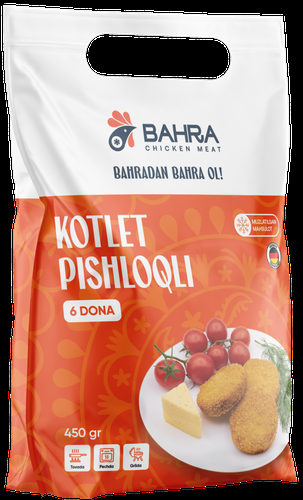 BAHRA
CHICKEN MEAT
BAHRADAN BAHRA OL!
KOTLET
PISHLOQLI
MUZLATILGAN
MAHSULOT
6 DONA
450 gr
Tovada
Pechda
Grilda